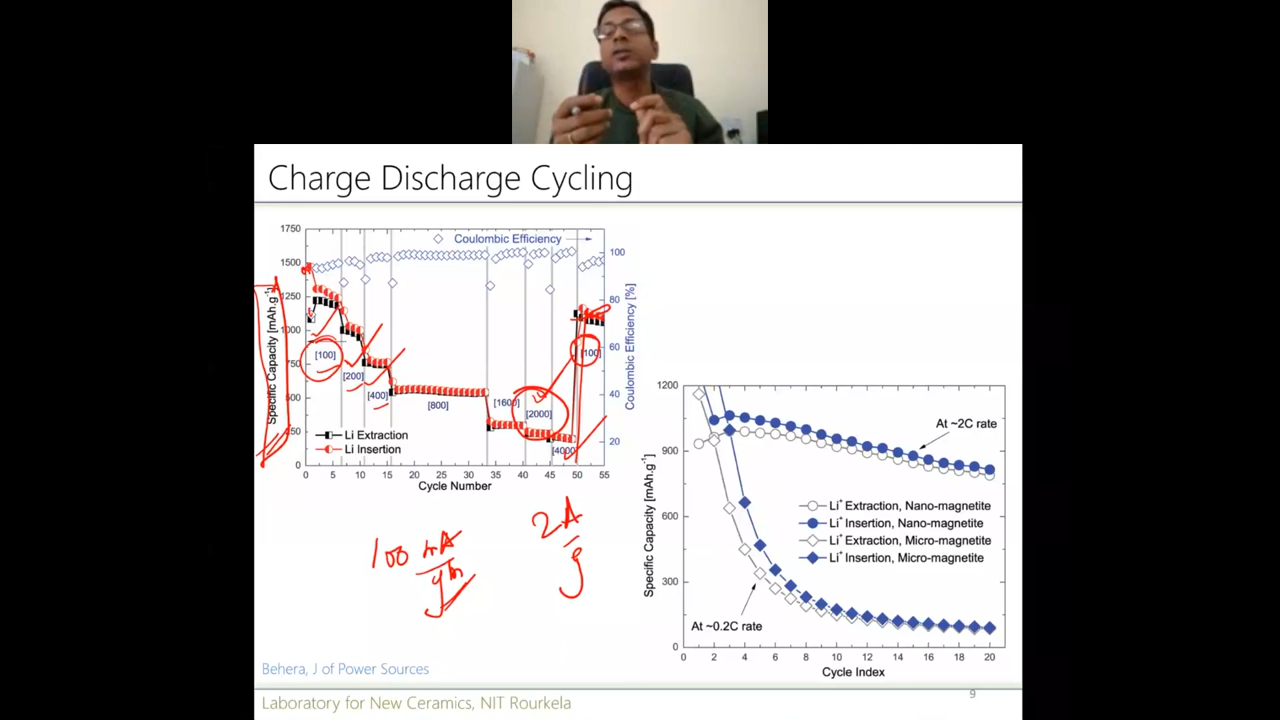 Charge Discharge Cycling
1750
1500
1250
1000
750
0
Specific Capacity [mAh.g⁻¹]
Coulombic Efficiency
100
80
60
40
20
Coulombic Efficiency [%]
[100]
[200]
[400]
[800]
[1600]
[2000]
[4000
[100]
Li Extraction
Li Insertion
0 5 10 15 20 25 30 35 40 45 50 55
Cycle Number
100 mA
gm
2 A
g
1200
900
600
300
0
Specific Capacity [mAh.g⁻¹]
At ~2C rate
Li⁺ Extraction, Nano-magnetite
Li⁺ Insertion, Nano-magnetite
Li⁺ Extraction, Micro-magnetite
Li⁺ Insertion, Micro-magnetite
At ~0.2C rate
0 2 4 6 8 10 12 14 16 18 20
Cycle Index
Behera, J of Power Sources
9
Laboratory for New Ceramics, NIT Rourkela